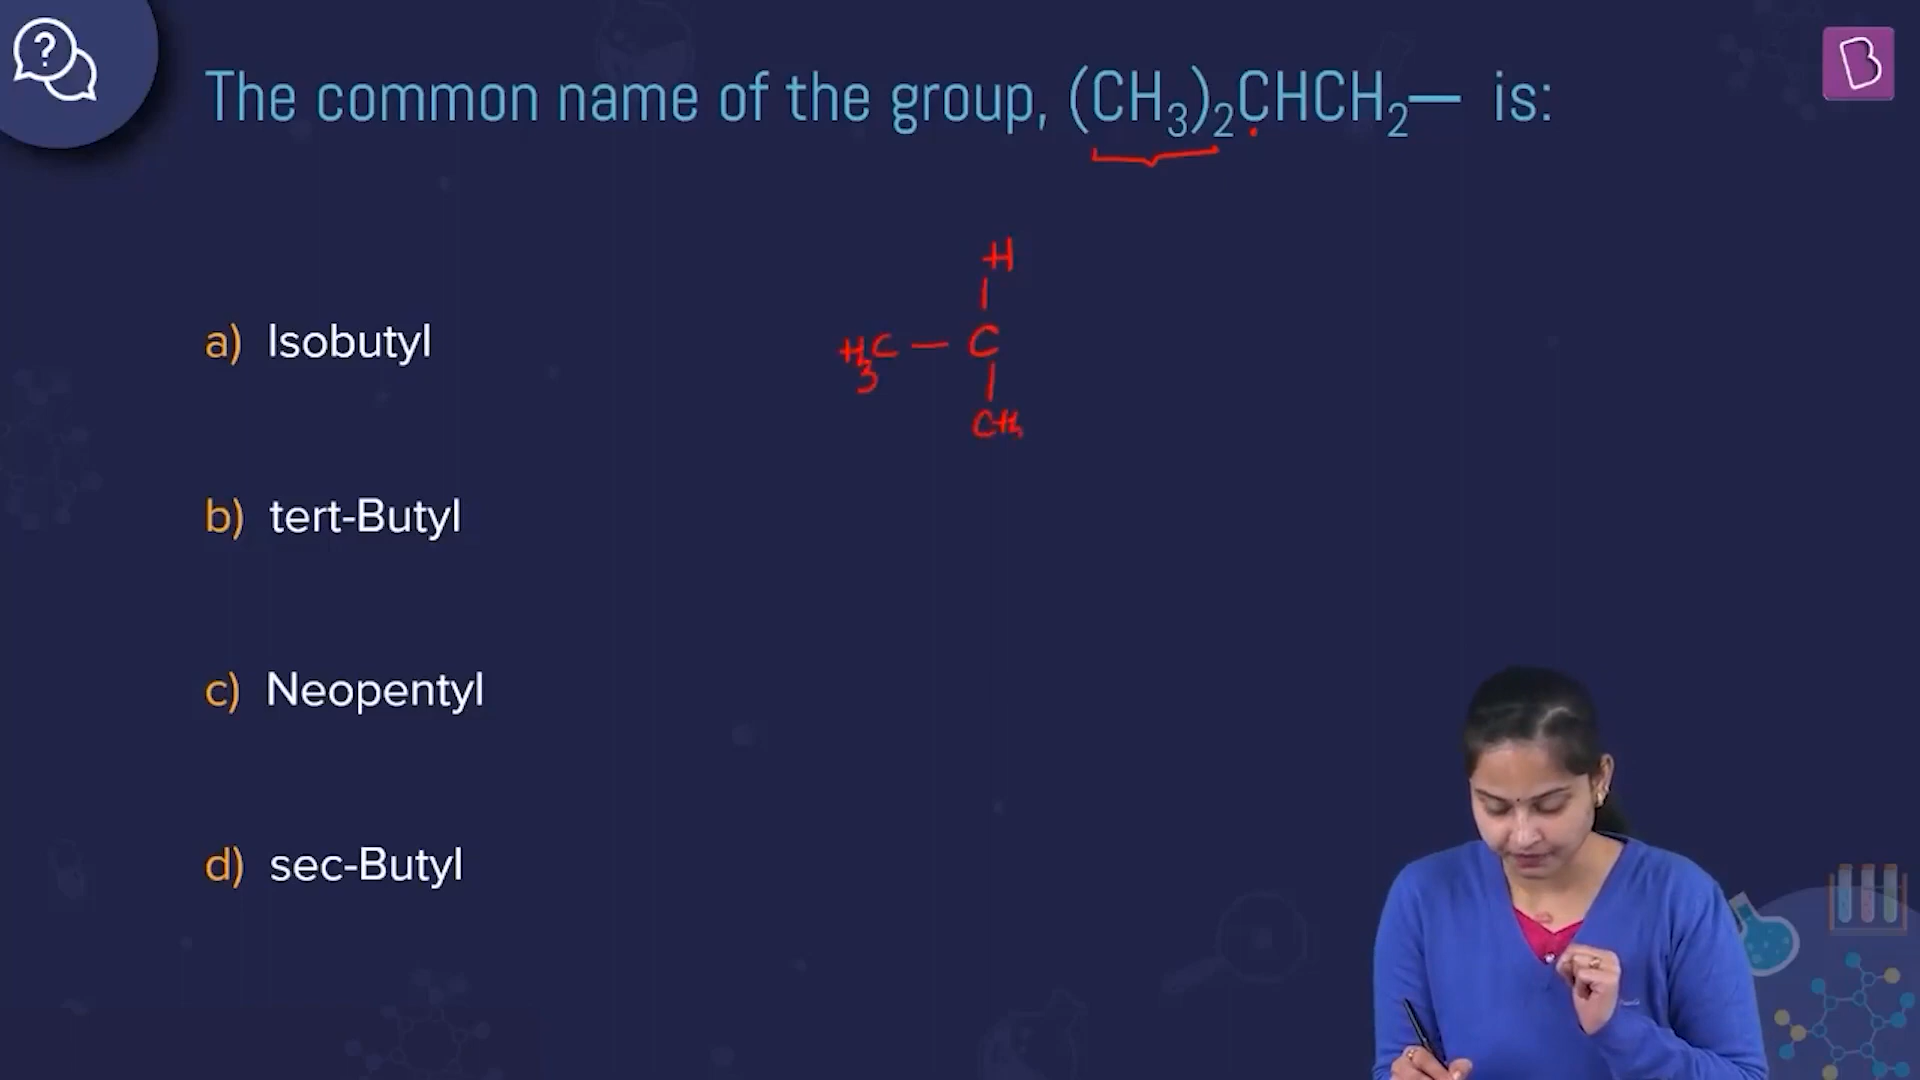 The common name of the group, (CH₃)₂CHCH₂— is:
H
H₃C — C
CH₃
a) Isobutyl
b) tert-Butyl
c) Neopentyl
d) sec-Butyl